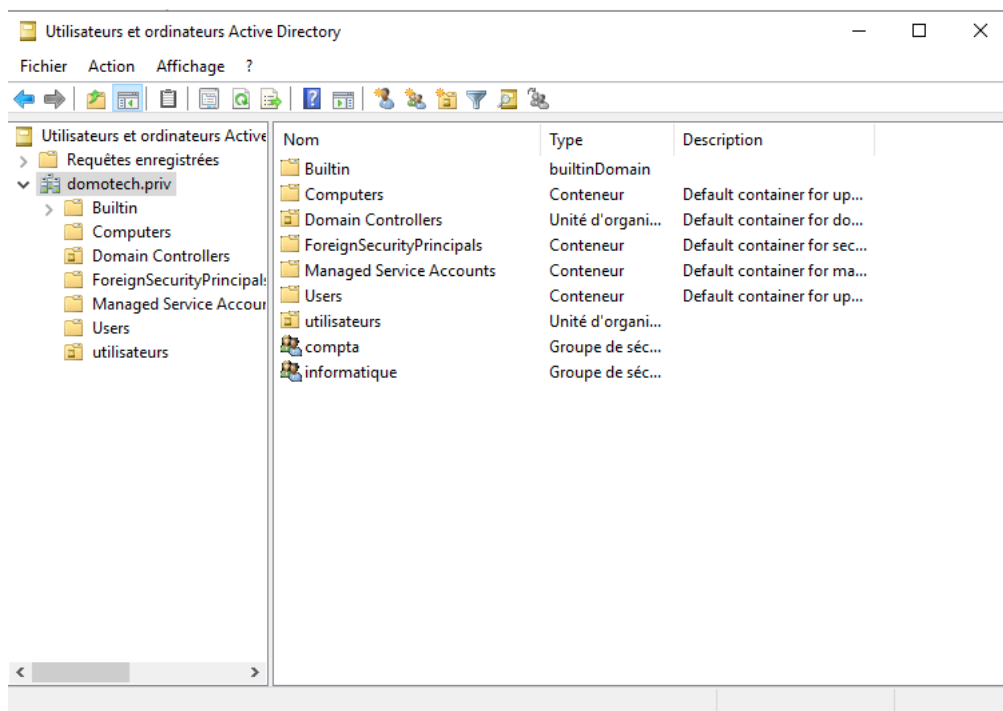 Utilisateurs et ordinateurs Active Directory
Fichier Action Affichage ?
Utilisateurs et ordinateurs Active
Requêtes enregistrées
domotech.priv
Builtin
Computers
Domain Controllers
ForeignSecurityPrincipals
Managed Service Accour
Users
utilisateurs
Nom Type Description
Builtin builtinDomain
Computers Conteneur Default container for up...
Domain Controllers Unité d'organi... Default container for do...
ForeignSecurityPrincipals Conteneur Default container for sec...
Managed Service Accounts Conteneur Default container for ma...
Users Conteneur Default container for up...
utilisateurs Unité d'organi...
compta Groupe de séc...
informatique Groupe de séc...